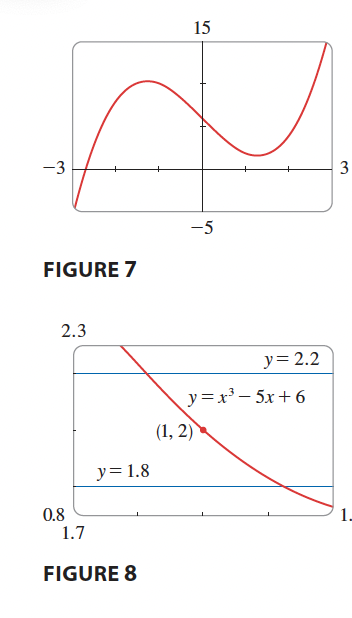 15
−3
3
−5
FIGURE 7
2.3
y = 2.2
y = x³ − 5x + 6
(1, 2)
y = 1.8
0.8
1.
1.7
FIGURE 8